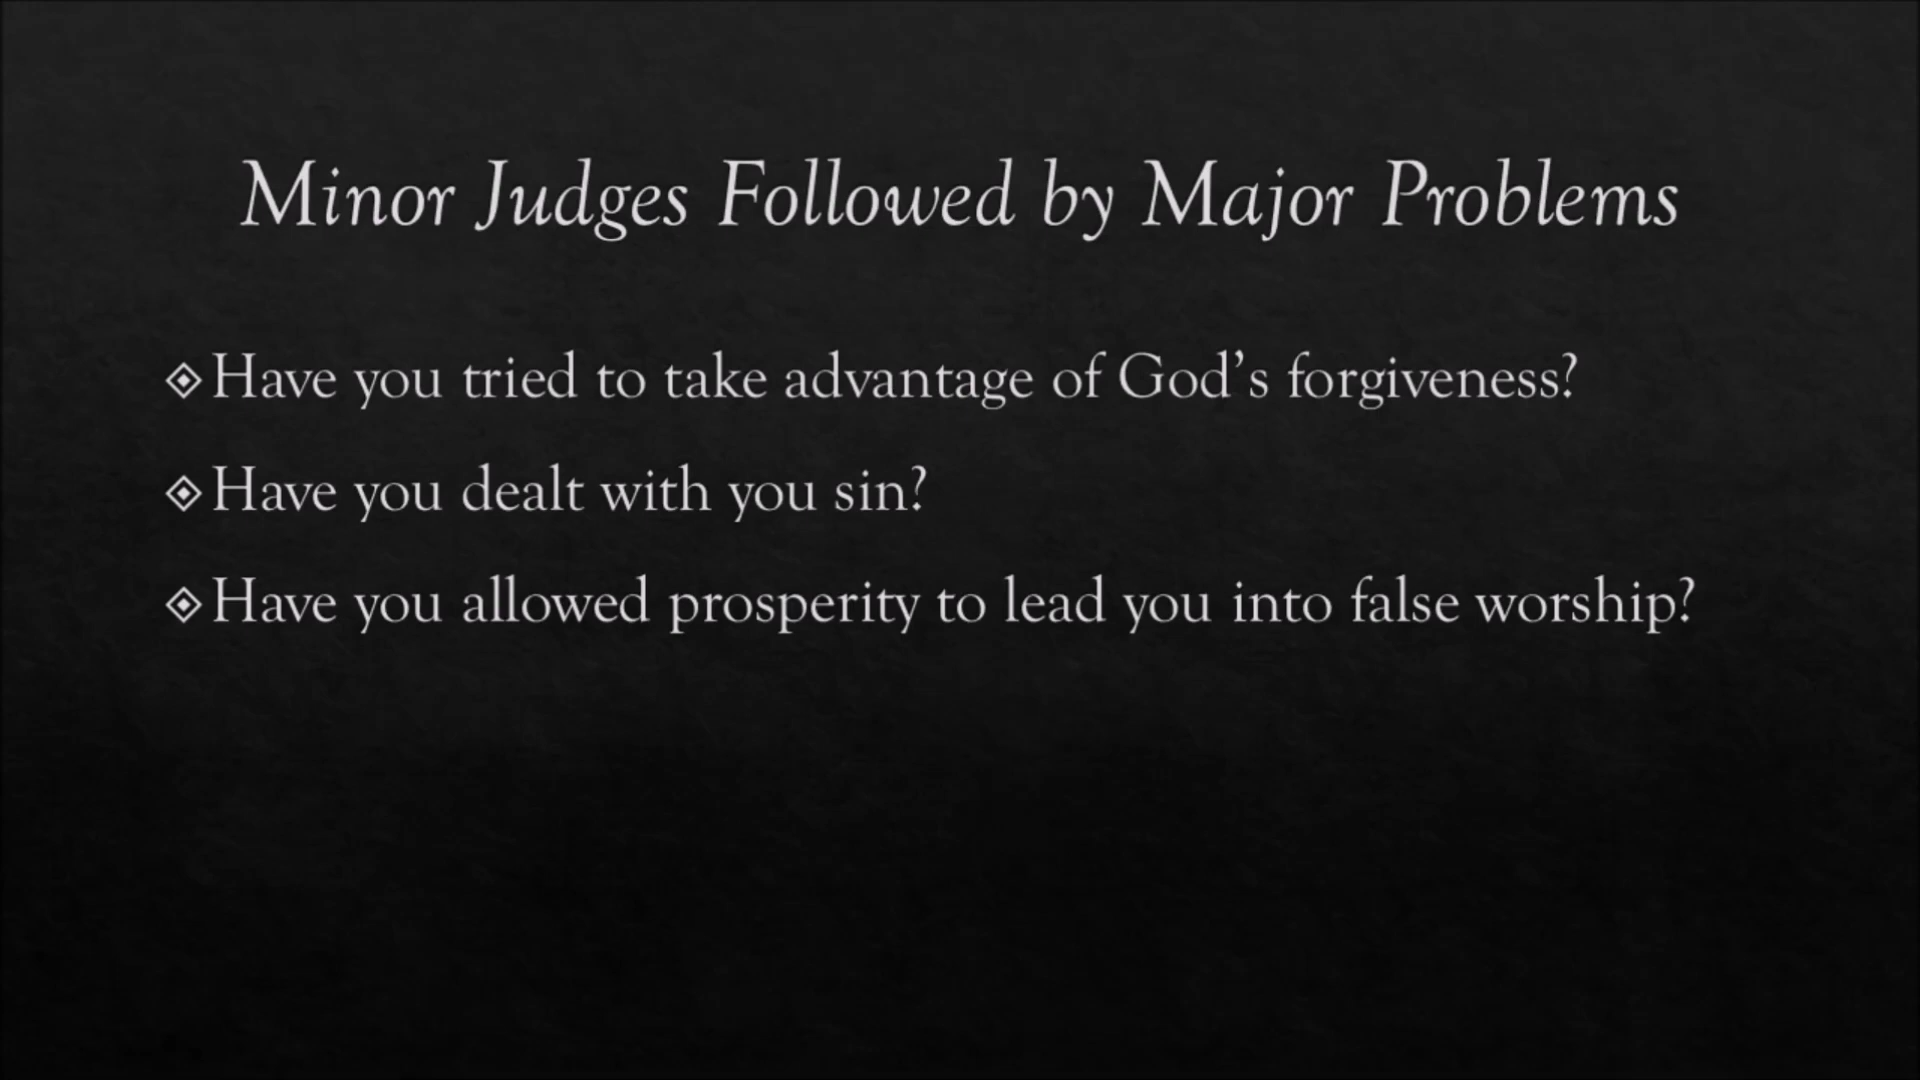 Minor Judges Followed by Major Problems
Have you tried to take advantage of God’s forgiveness?
Have you dealt with you sin?
Have you allowed prosperity to lead you into false worship?